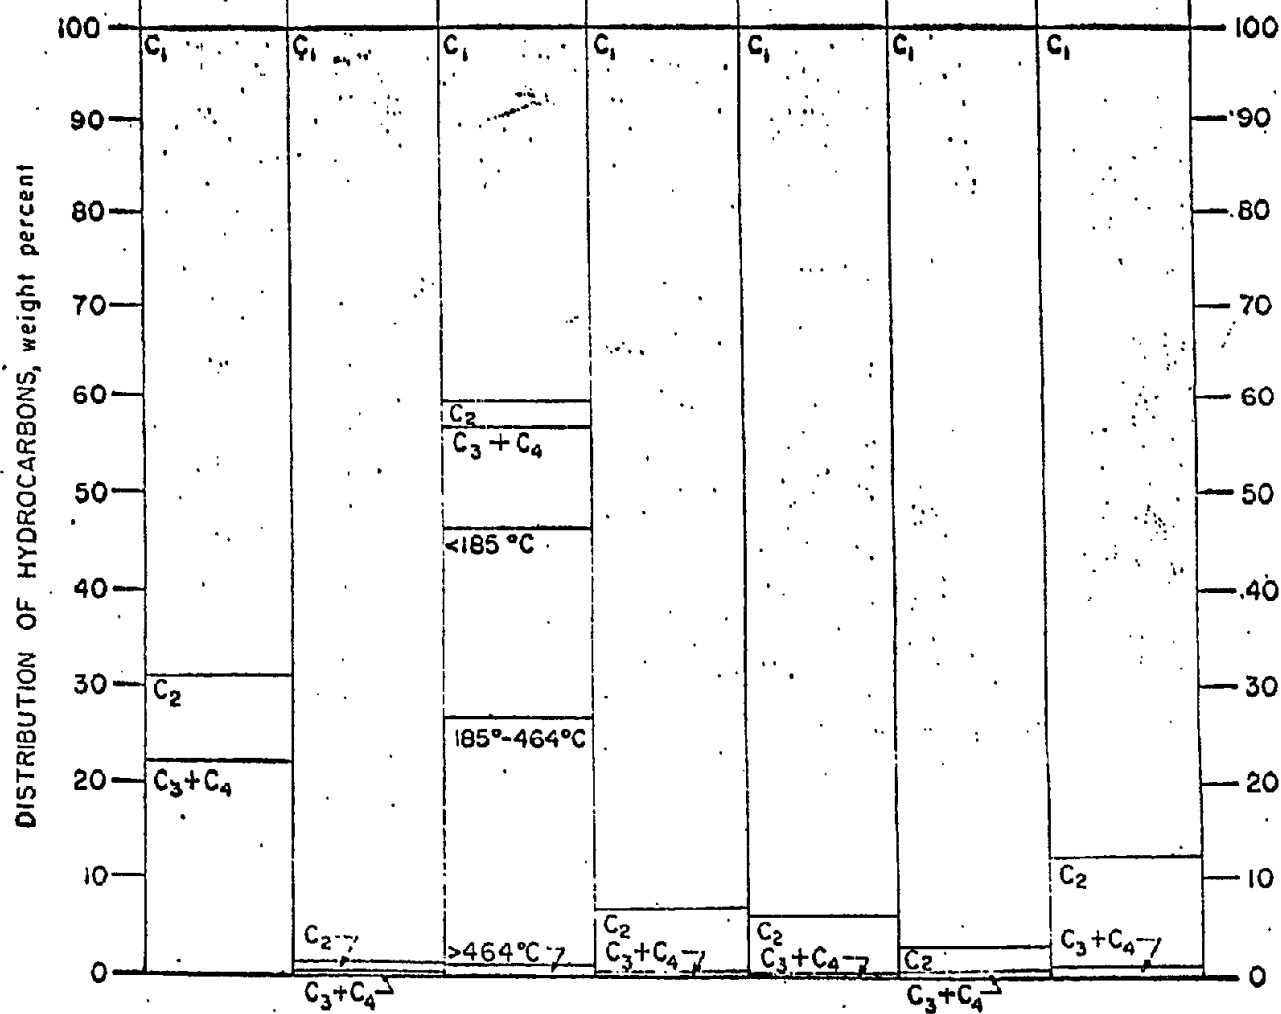 DISTRIBUTION OF HYDROCARBONS, weight percent
100 C₁ C₁ C₁ C₁ C₁ C₁ C₁ 100
90 90
80 80
70 70
60 60
C₂
C₃ + C₄
50 50
<185 °C
40 40
30 30
C₂
185°-464°C
20 20
C₃+C₄
10 10
C₂
C₂ >464°C C₂ C₂ C₂ C₃+C₄
C₃+C₄ C₃+C₄
0 0
C₃+C₄ C₃+C₄